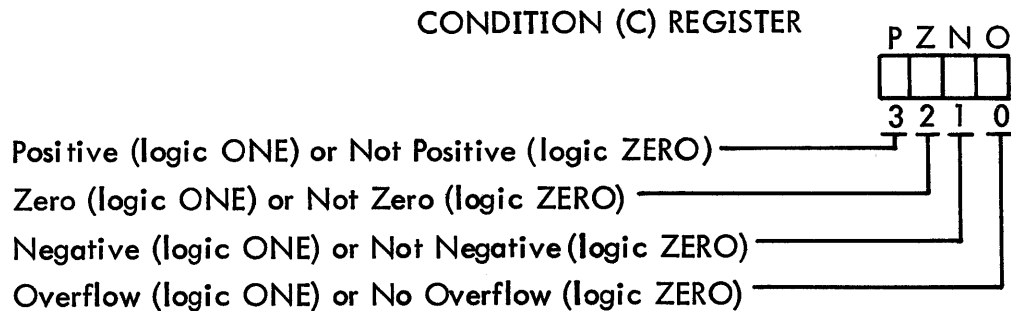 CONDITION (C) REGISTER
P Z N O
3 2 1 0
Positive (logic ONE) or Not Positive (logic ZERO)
Zero (logic ONE) or Not Zero (logic ZERO)
Negative (logic ONE) or Not Negative (logic ZERO)
Overflow (logic ONE) or No Overflow (logic ZERO)